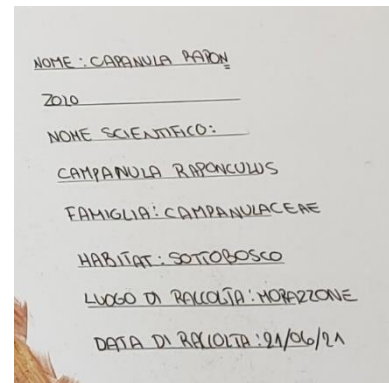 NOME: CAPANULA RAPON
ZOLO
NOME SCIENTIFICO:
CAMPANULA RAPONCULUS
FAMIGLIA: CAMPANULACEAE
HABITAT: SOTTOBOSCO
LUOGO DI RACCOLTA: MORAZZONE
DATA DI RACCOLTA: 21/06/21